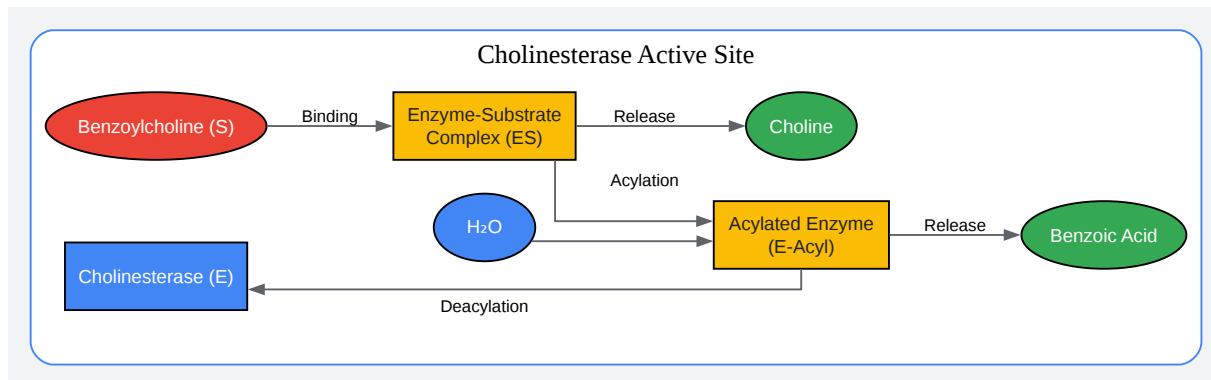 Cholinesterase Active Site
Benzoylcholine (S)
Binding
Enzyme-Substrate
Complex (ES)
Release
Choline
Acylation
H₂O
Acylated Enzyme
(E-Acyl)
Release
Benzoic Acid
Cholinesterase (E)
Deacylation